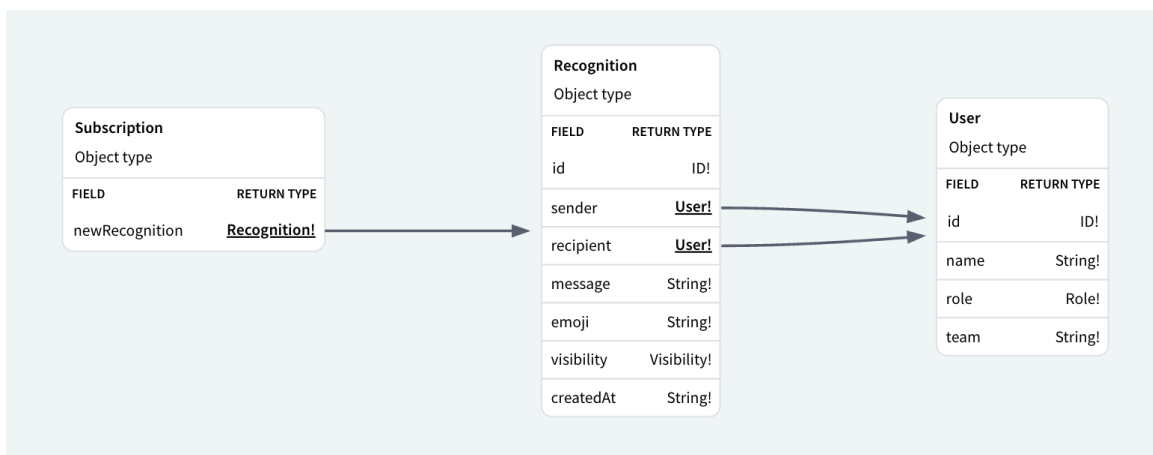 Subscription
Object type
FIELD RETURN TYPE
newRecognition Recognition!
Recognition
Object type
FIELD RETURN TYPE
id ID!
sender User!
recipient User!
message String!
emoji String!
visibility Visibility!
createdAt String!
User
Object type
FIELD RETURN TYPE
id ID!
name String!
role Role!
team String!